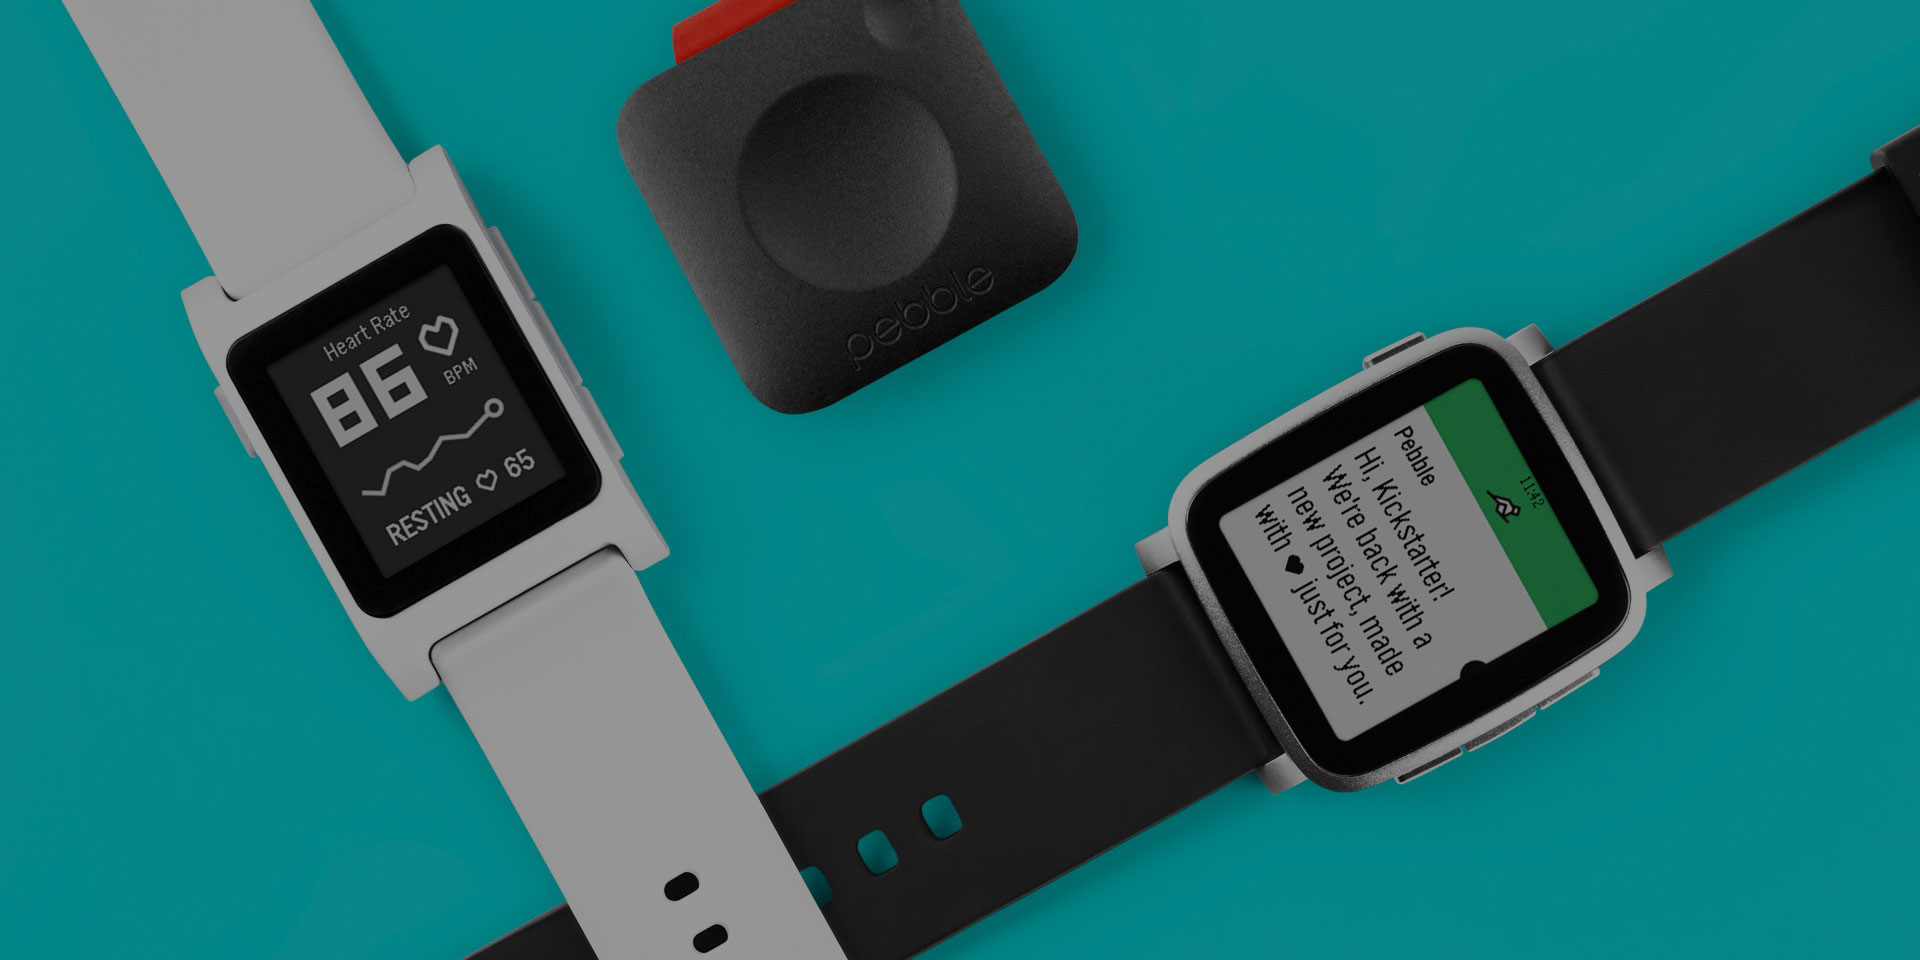 Heart Rate
86
BPM
RESTING 65
pebble
11:42
Pebble
Hi, Kickstarter!
We're back with a
new project, made
with ♥ just for you.